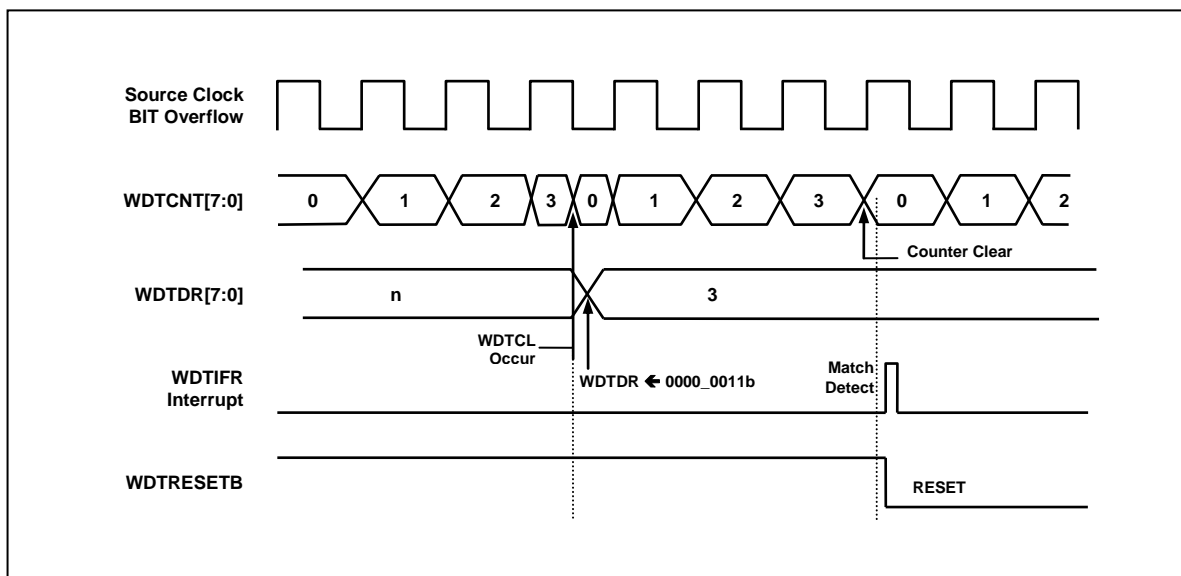 Source Clock
BIT Overflow
WDTCNT[7:0]
0 1 2 3 0 1 2 3 0 1 2
Counter Clear
WDTDR[7:0]
n 3
WDTCL
Occur
WDTDR 🡸 0000_0011b
WDTIFR
Interrupt
Match
Detect
WDTRESETB
RESET